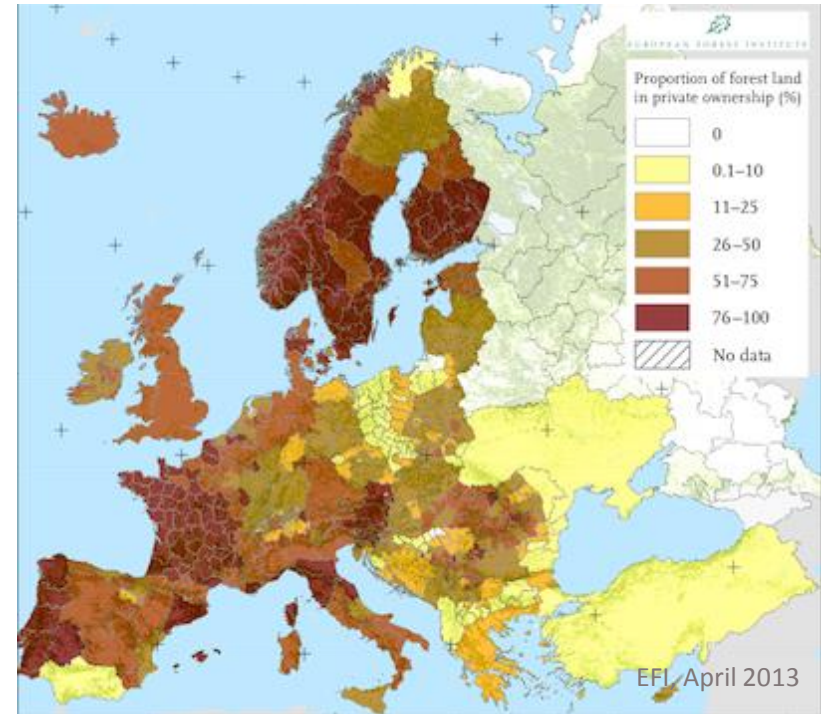 EUROPEAN FOREST INSTITUTE
Proportion of forest land
in private ownership (%)
0
0.1–10
11–25
26–50
51–75
76–100
No data
EFI, April 2013